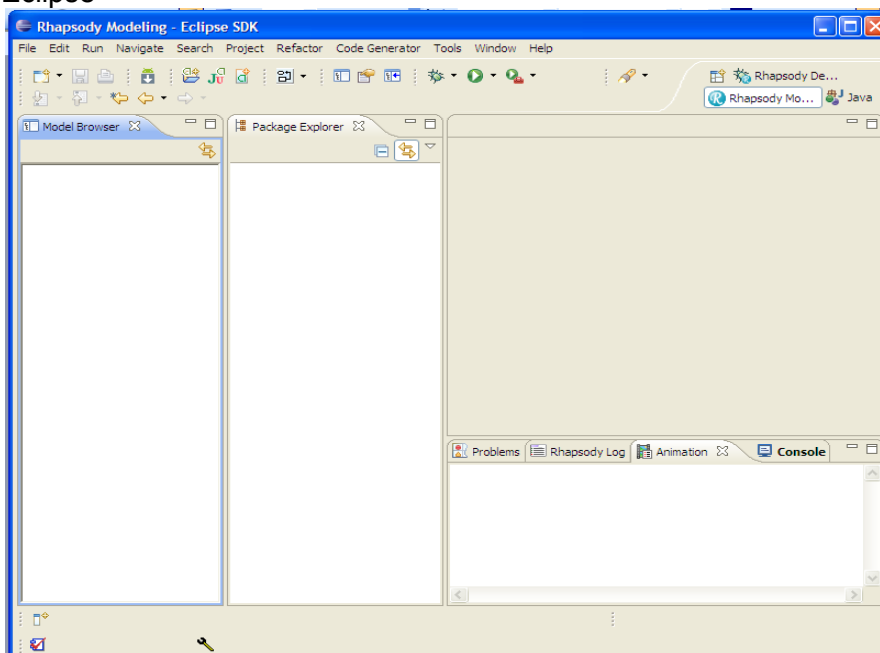 Eclipse
Rhapsody Modeling - Eclipse SDK
File Edit Run Navigate Search Project Refactor Code Generator Tools Window Help
Rhapsody De...
Rhapsody Mo... Java
Model Browser Package Explorer
Problems Rhapsody Log Animation Console